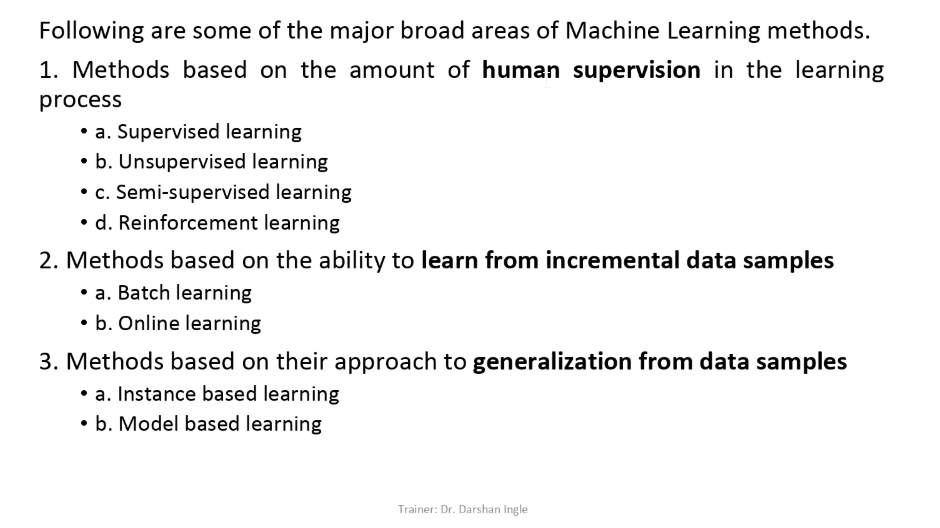 Following are some of the major broad areas of Machine Learning methods.
1. Methods based on the amount of human supervision in the learning
process
• a. Supervised learning
• b. Unsupervised learning
• c. Semi-supervised learning
• d. Reinforcement learning
2. Methods based on the ability to learn from incremental data samples
• a. Batch learning
• b. Online learning
3. Methods based on their approach to generalization from data samples
• a. Instance based learning
• b. Model based learning
Trainer: Dr. Darshan Ingle